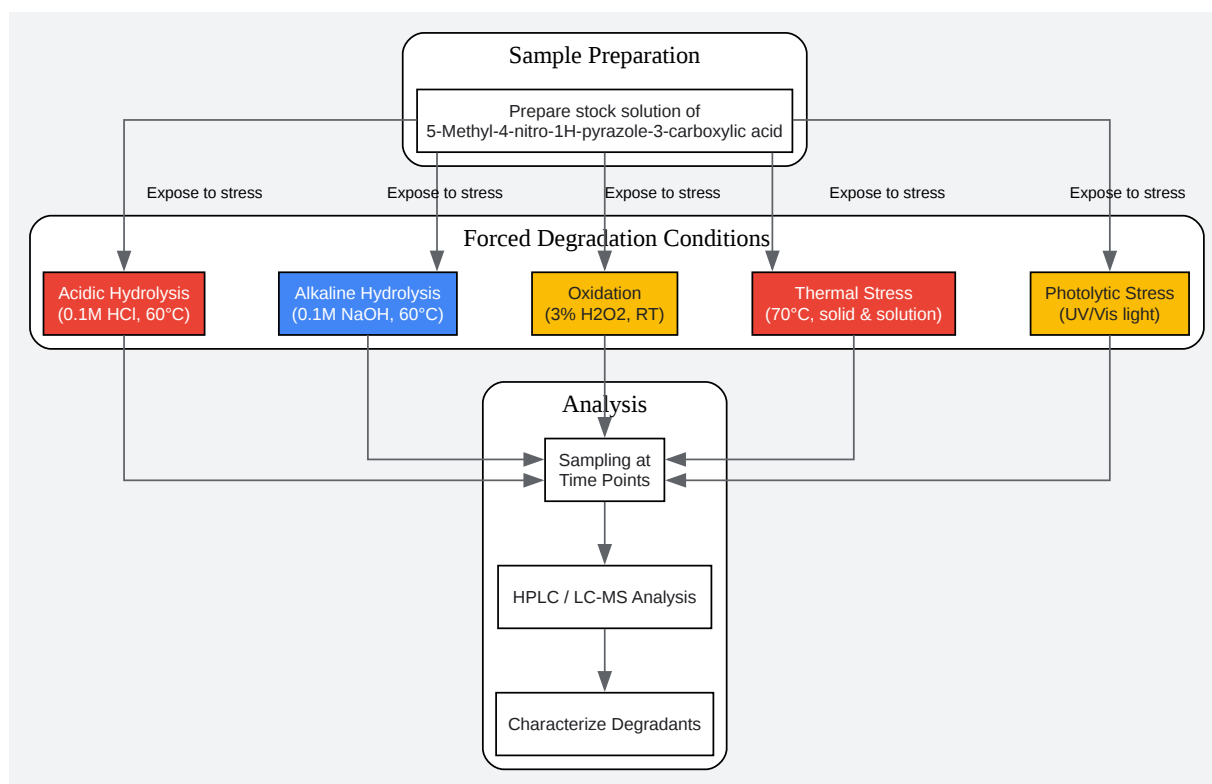 Sample Preparation
Prepare stock solution of
5-Methyl-4-nitro-1H-pyrazole-3-carboxylic acid
Expose to stress
Expose to stress
Expose to stress
Expose to stress
Expose to stress
Forced Degradation Conditions
Acidic Hydrolysis
(0.1M HCl, 60°C)
Alkaline Hydrolysis
(0.1M NaOH, 60°C)
Oxidation
(3% H2O2, RT)
Thermal Stress
(70°C, solid & solution)
Photolytic Stress
(UV/Vis light)
Analysis
Sampling at
Time Points
HPLC / LC-MS Analysis
Characterize Degradants